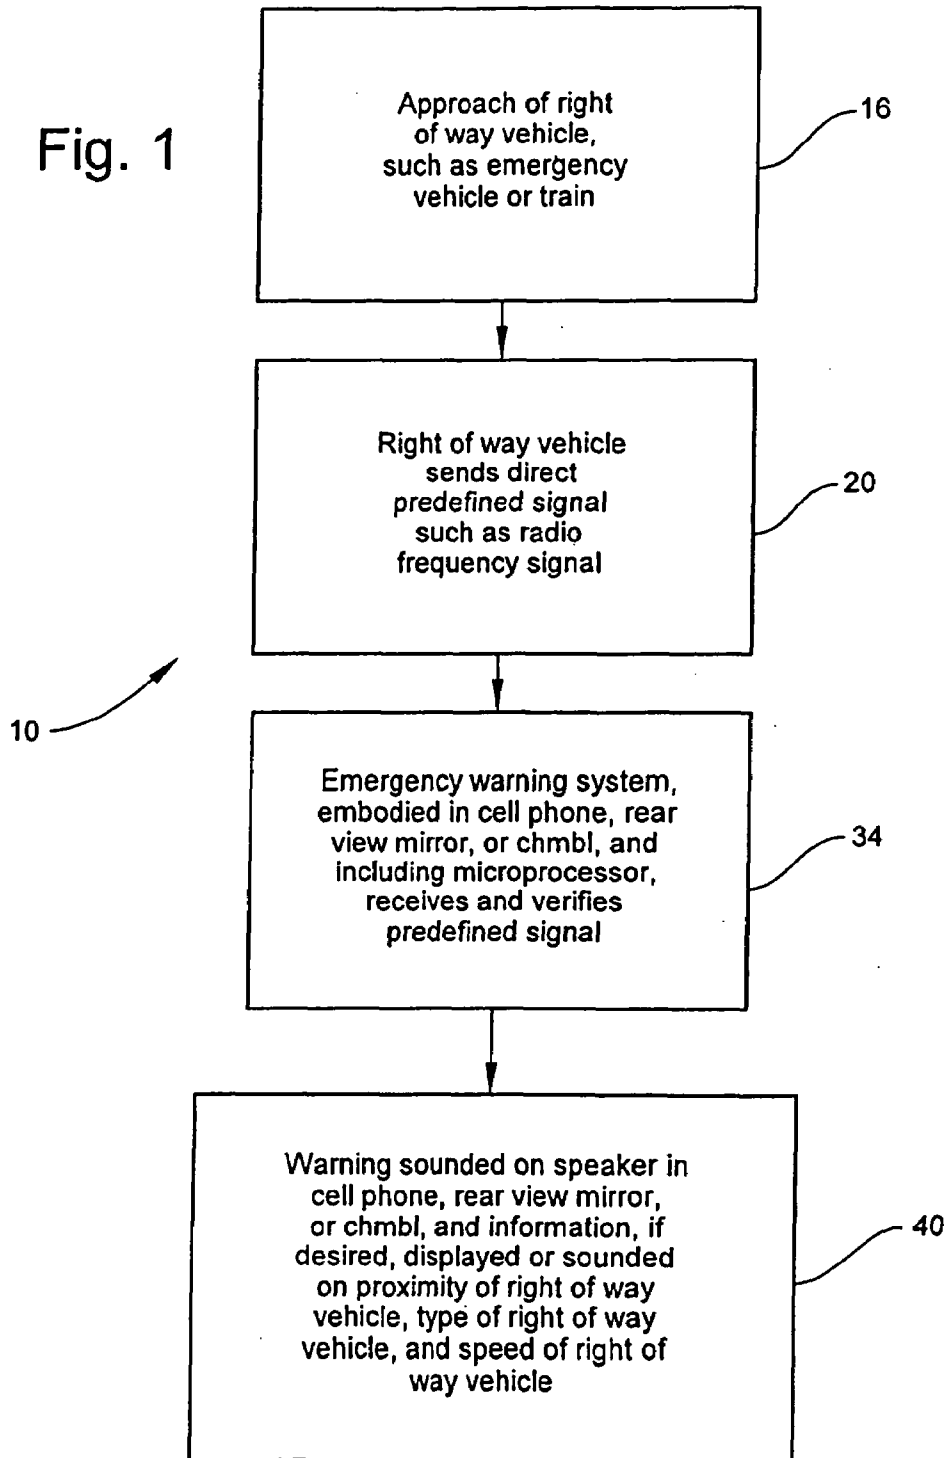 Fig. 1
Approach of right
of way vehicle,
such as emergency
vehicle or train
16
Right of way vehicle
sends direct
predefined signal
such as radio
frequency signal
20
10
Emergency warning system,
embodied in cell phone, rear
view mirror, or chmbl, and
including microprocessor,
receives and verifies
predefined signal
34
Warning sounded on speaker in
cell phone, rear view mirror,
or chmbl, and information, if
desired, displayed or sounded
on proximity of right of way
vehicle, type of right of way
vehicle, and speed of right of
way vehicle
40